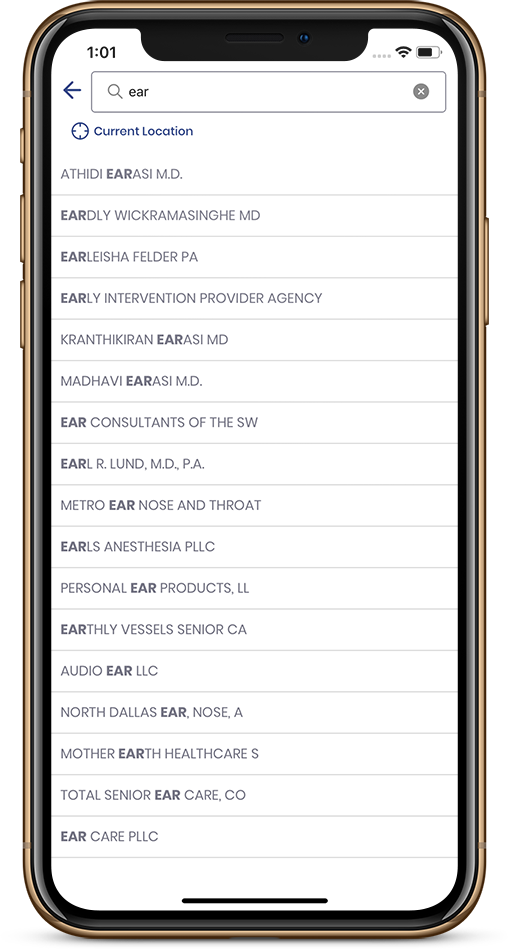 1:01
ear
Current Location
ATHIDI EARASI M.D.
EARDLY WICKRAMASINGHE MD
EARLEISHA FELDER PA
EARLY INTERVENTION PROVIDER AGENCY
KRANTHIKIRAN EARASI MD
MADHAVI EARASI M.D.
EAR CONSULTANTS OF THE SW
EARL R. LUND, M.D., P.A.
METRO EAR NOSE AND THROAT
EARLS ANESTHESIA PLLC
PERSONAL EAR PRODUCTS, LL
EARTHLY VESSELS SENIOR CA
AUDIO EAR LLC
NORTH DALLAS EAR, NOSE, A
MOTHER EARTH HEALTHCARE S
TOTAL SENIOR EAR CARE, CO
EAR CARE PLLC